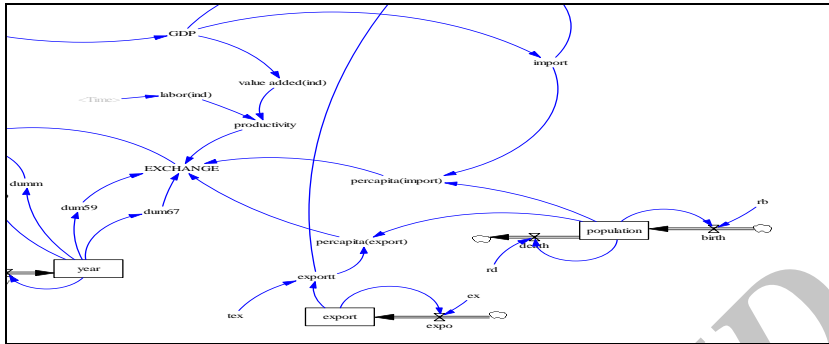 GDP
import
value added(ind)
<Time>
labor(ind)
productivity
EXCHANGE
dumm
percapita(import)
rb
dum59
dum67
population
percapita(export)
death
birth
year
rd
exportt
ex
tex
export
expo